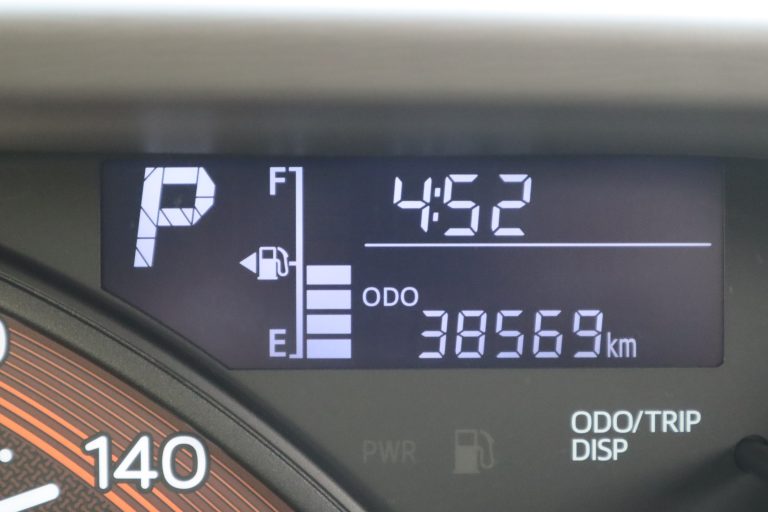 P
F
4:52
ODO
38569km
E
ODO/TRIP
DISP
PWR
140